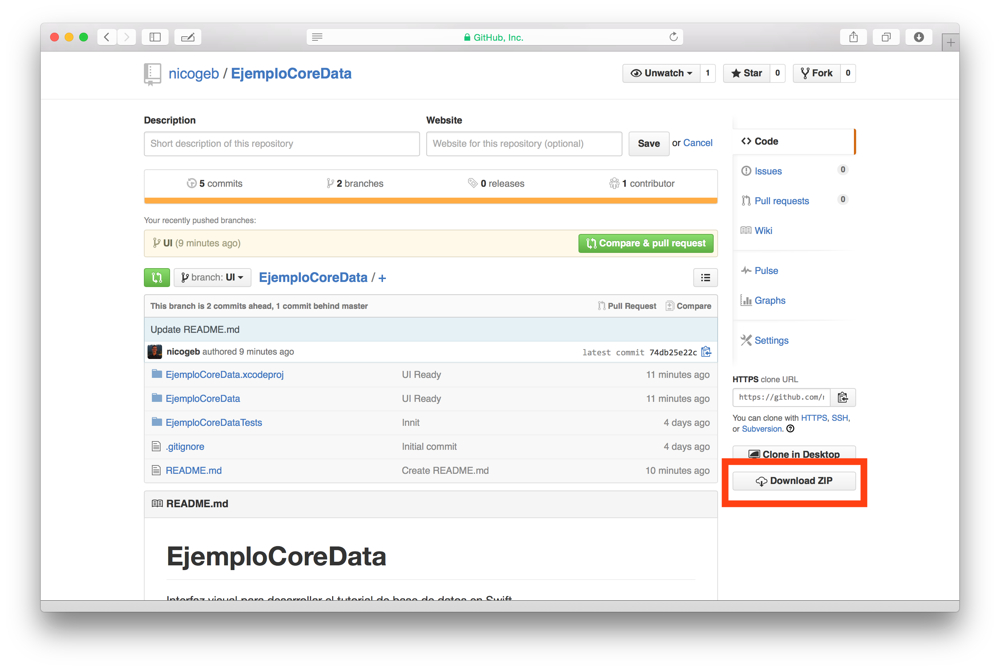 GitHub, Inc.
nicogeb / EjemploCoreData
Unwatch 1 Star 0 Fork 0
Description Website
Short description of this repository Website for this repository (optional) Save or Cancel
5 commits 2 branches 0 releases 1 contributor
Your recently pushed branches:
UI (9 minutes ago) Compare & pull request
branch: UI EjemploCoreData / +
This branch is 2 commits ahead, 1 commit behind master Pull Request Compare
Update README.md
nicogeb authored 9 minutes ago latest commit 74db25e22c
EjemploCoreData.xcodeproj UI Ready 11 minutes ago
EjemploCoreData UI Ready 11 minutes ago
EjemploCoreDataTests Innit 4 days ago
.gitignore Initial commit 4 days ago
README.md Create README.md 10 minutes ago
README.md
EjemploCoreData
Interfaz visual para desarrollar el tutorial de base de datos en Swift
Code
Issues 0
Pull requests 0
Wiki
Pulse
Graphs
Settings
HTTPS clone URL
https://github.com/
You can clone with HTTPS, SSH,
or Subversion.
Clone in Desktop
Download ZIP